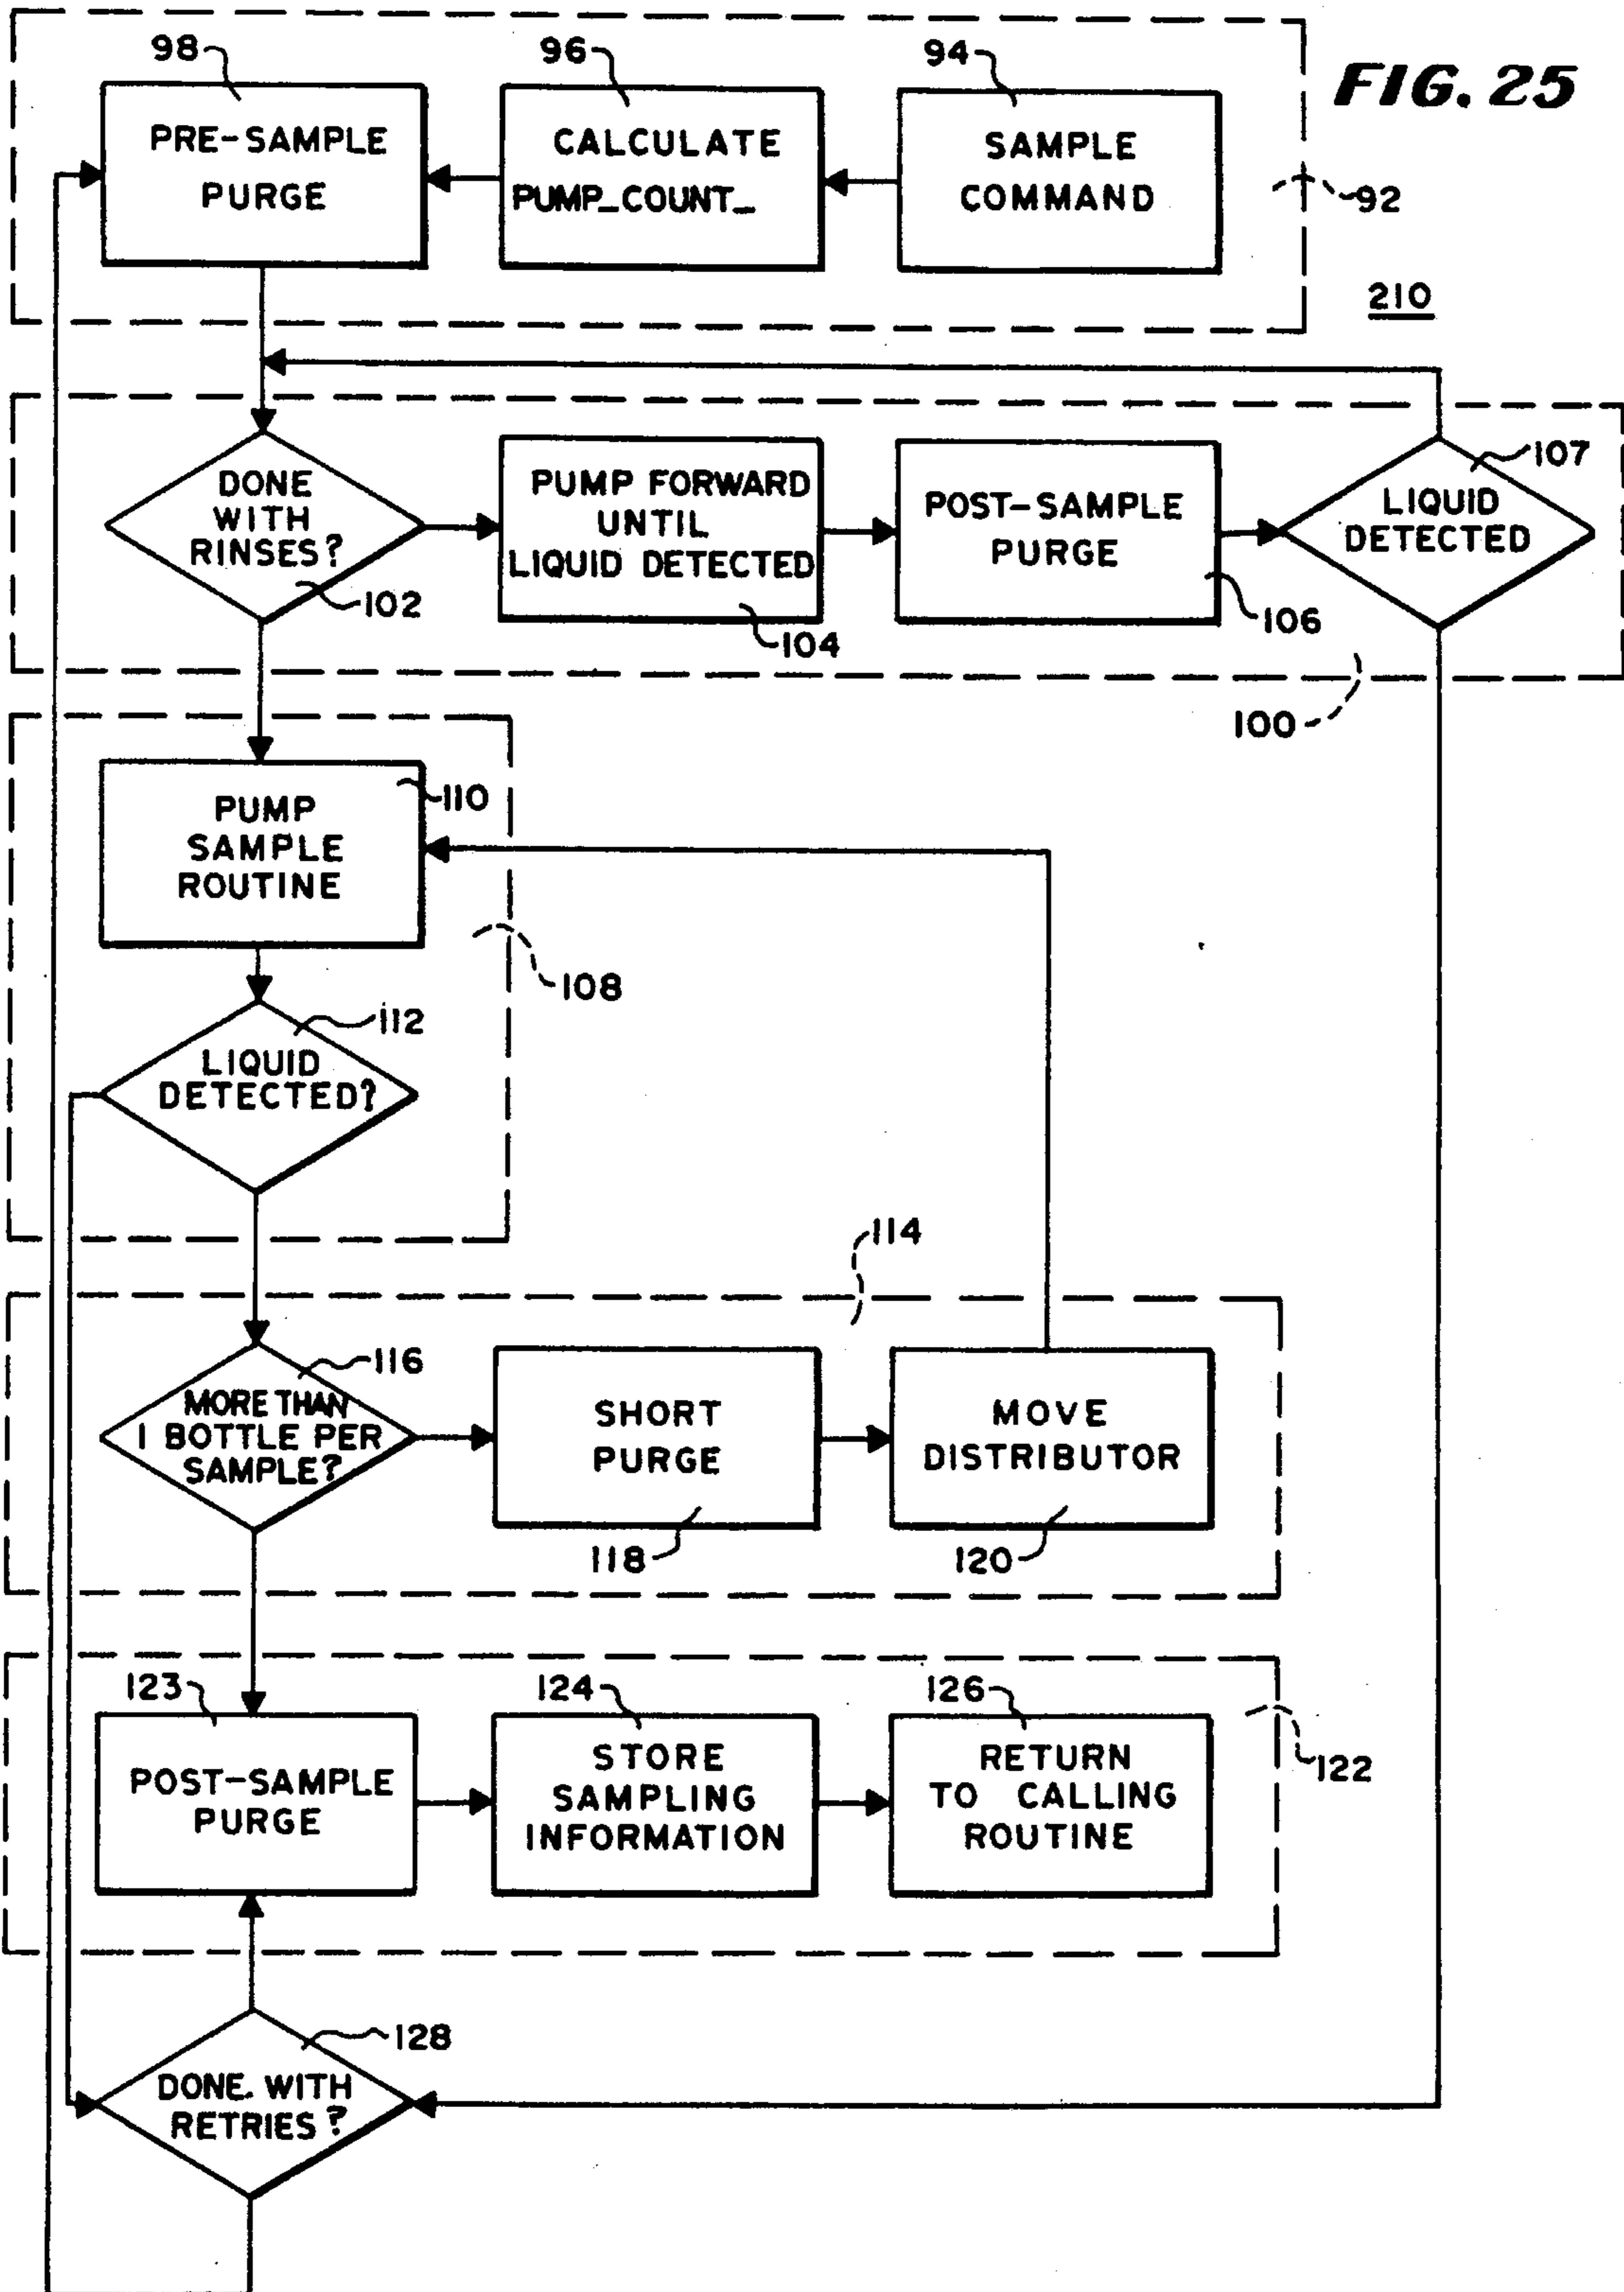 FIG. 25
98
96
94
PRE-SAMPLE
PURGE
CALCULATE
PUMP_COUNT_
SAMPLE
COMMAND
92
210
DONE
WITH
RINSES?
102
PUMP FORWARD
UNTIL
LIQUID DETECTED
104
POST-SAMPLE
PURGE
106
107
LIQUID
DETECTED
100
110
PUMP
SAMPLE
ROUTINE
108
112
LIQUID
DETECTED?
114
116
MORE THAN
1 BOTTLE PER
SAMPLE?
SHORT
PURGE
118
MOVE
DISTRIBUTOR
120
123
124
126
POST-SAMPLE
PURGE
STORE
SAMPLING
INFORMATION
RETURN
TO CALLING
ROUTINE
122
128
DONE. WITH
RETRIES?